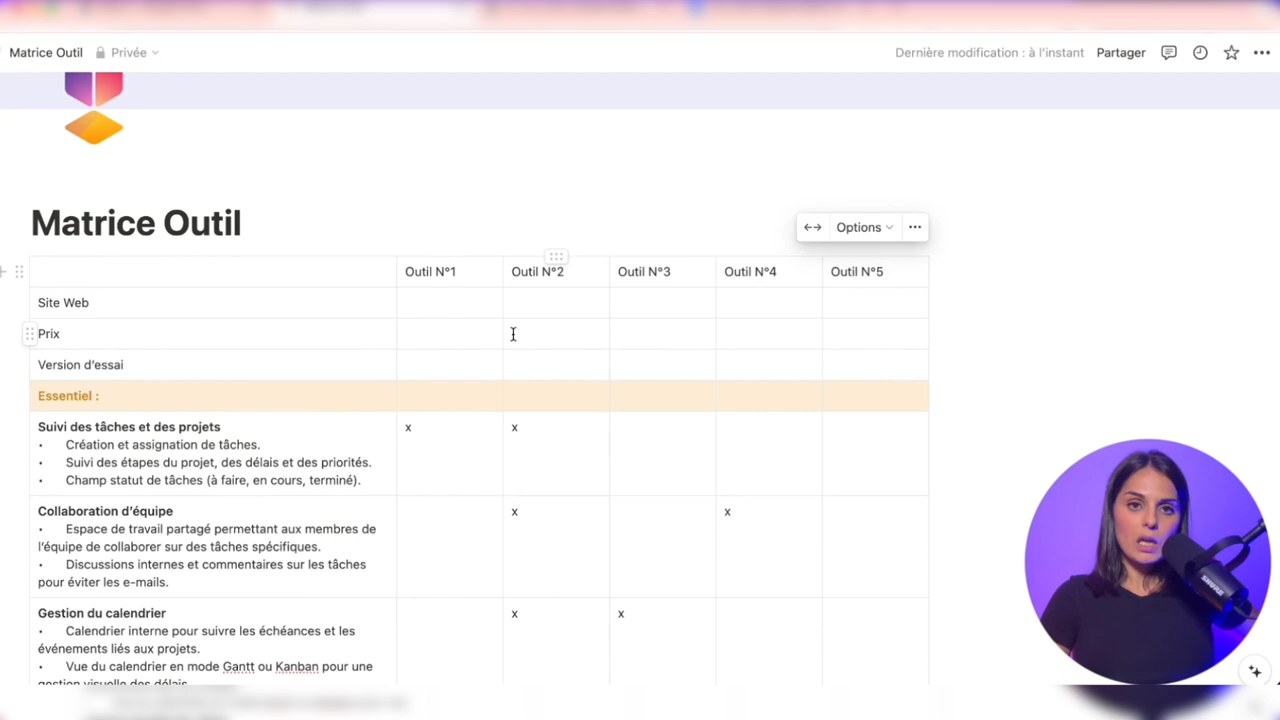 Matrice Outil Privée Dernière modification : à l'instant Partager
Matrice Outil
Options
Outil N°1 Outil N°2 Outil N°3 Outil N°4 Outil N°5
Site Web
Prix
Version d'essai
Essentiel :
Suivi des tâches et des projets x x
• Création et assignation de tâches.
• Suivi des étapes du projet, des délais et des priorités.
• Champ statut de tâches (à faire, en cours, terminé).
Collaboration d'équipe x x
• Espace de travail partagé permettant aux membres de
l'équipe de collaborer sur des tâches spécifiques.
• Discussions internes et commentaires sur les tâches
pour éviter les e-mails.
Gestion du calendrier x x
• Calendrier interne pour suivre les échéances et les
événements liés aux projets.
• Vue du calendrier en mode Gantt ou Kanban pour une
gestion visuelle des délais
SHURE